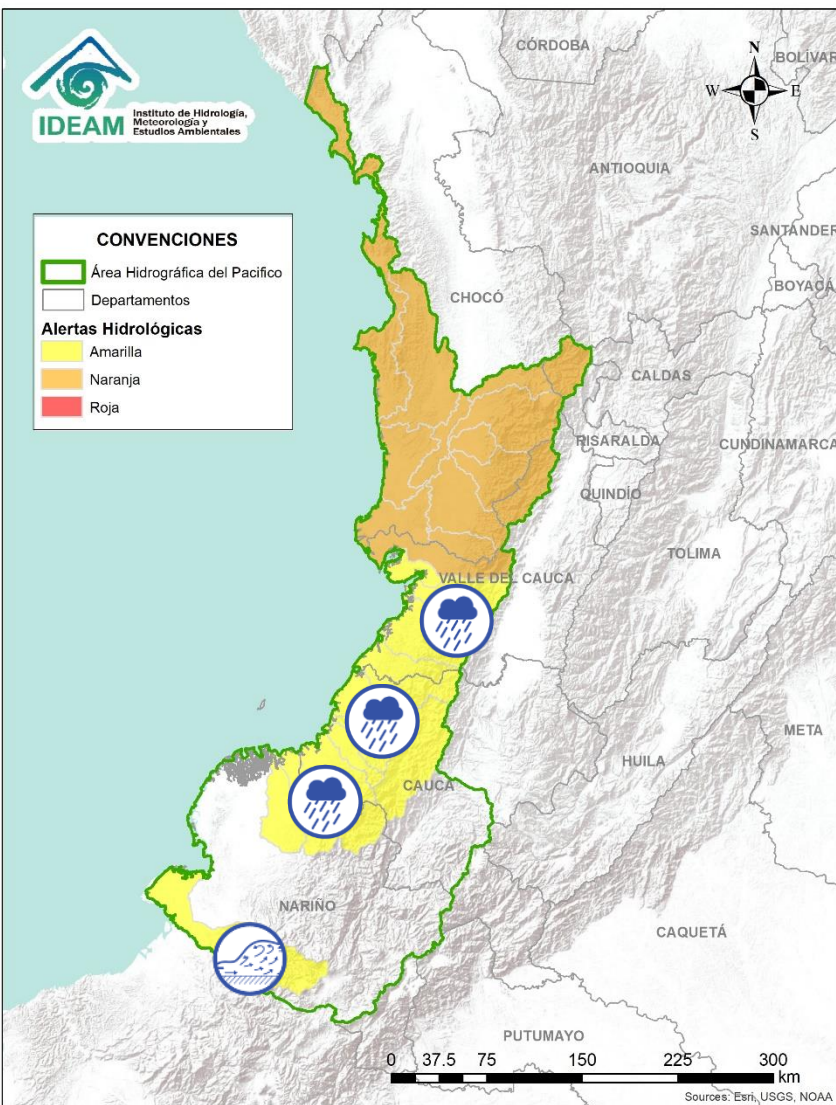 IDEAM
Instituto de Hidrología,
Meteorología y
Estudios Ambientales
CÓRDOBA
BOLÍVAR
N
W
E
S
ANTIOQUIA
SANTANDER
BOYACÁ
CONVENCIONES
Área Hidrográfica del Pacifico
Departamentos
Alertas Hidrológicas
Amarilla
Naranja
Roja
CHOCÓ
CALDAS
RISARALDA
CUNDINAMARCA
QUINDÍO
TOLIMA
VALLE DEL CAUCA
META
HUILA
CAUCA
NARIÑO
CAQUETÁ
PUTUMAYO
0 37.5 75 150 225 300
km
Sources: Esri, USGS, NOAA